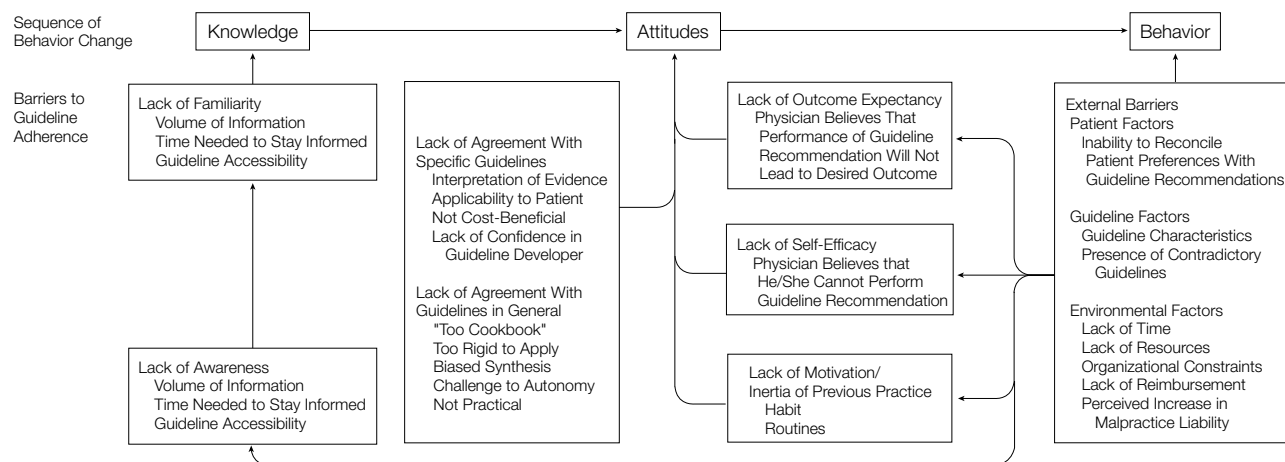 Sequence of
Behavior Change
Knowledge
Attitudes
Behavior
Barriers to
Guideline
Adherence
Lack of Familiarity
Volume of Information
Time Needed to Stay Informed
Guideline Accessibility
Lack of Awareness
Volume of Information
Time Needed to Stay Informed
Guideline Accessibility
Lack of Agreement With
Specific Guidelines
Interpretation of Evidence
Applicability to Patient
Not Cost-Beneficial
Lack of Confidence in
Guideline Developer
Lack of Agreement With
Guidelines in General
"Too Cookbook"
Too Rigid to Apply
Biased Synthesis
Challenge to Autonomy
Not Practical
Lack of Outcome Expectancy
Physician Believes That
Performance of Guideline
Recommendation Will Not
Lead to Desired Outcome
Lack of Self-Efficacy
Physician Believes that
He/She Cannot Perform
Guideline Recommendation
Lack of Motivation/
Inertia of Previous Practice
Habit
Routines
External Barriers
Patient Factors
Inability to Reconcile
Patient Preferences With
Guideline Recommendations
Guideline Factors
Guideline Characteristics
Presence of Contradictory
Guidelines
Environmental Factors
Lack of Time
Lack of Resources
Organizational Constraints
Lack of Reimbursement
Perceived Increase in
Malpractice Liability